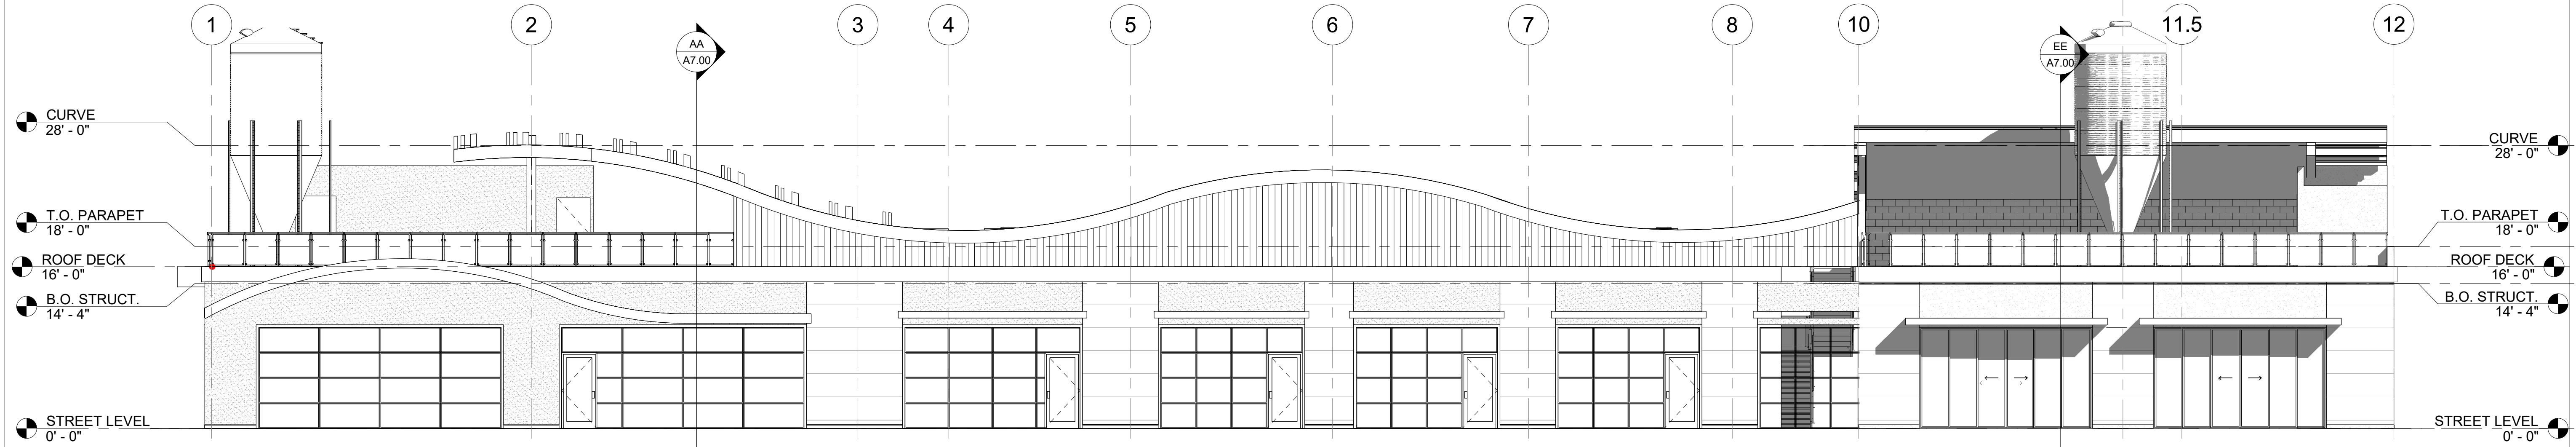 1
2
3
4
5
6
7
8
10
11.5
12
AA
A7.00
EE
A7.00
CURVE
28' - 0"
T.O. PARAPET
18' - 0"
ROOF DECK
16' - 0"
B.O. STRUCT.
14' - 4"
STREET LEVEL
0' - 0"
CURVE
28' - 0"
T.O. PARAPET
18' - 0"
ROOF DECK
16' - 0"
B.O. STRUCT.
14' - 4"
STREET LEVEL
0' - 0"